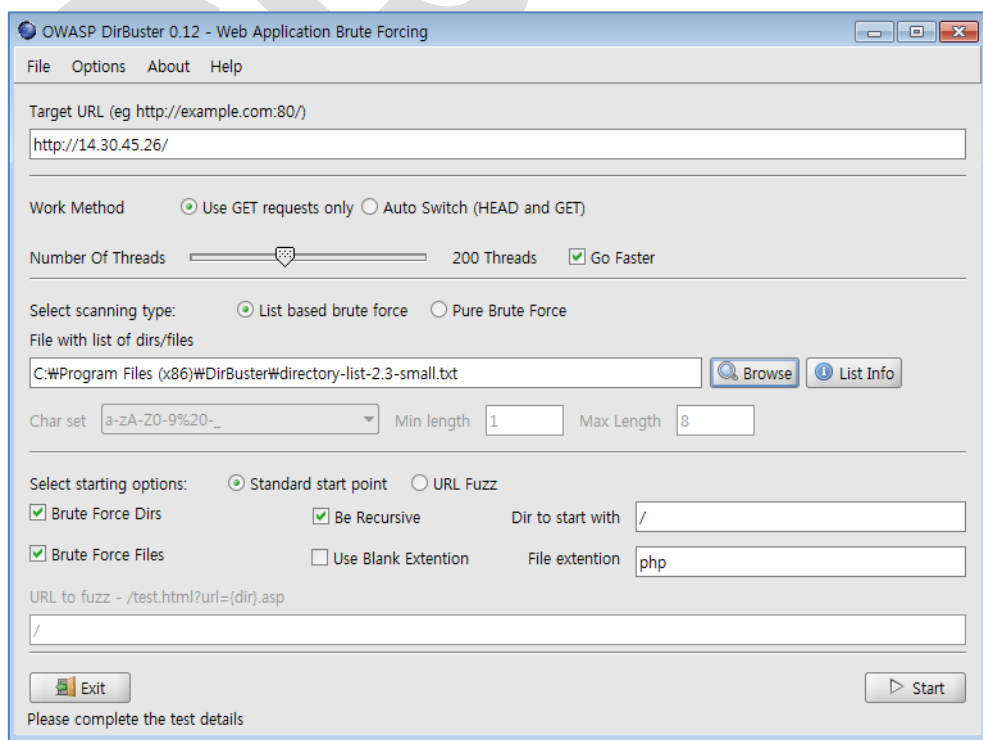 OWASP DirBuster 0.12 - Web Application Brute Forcing
File Options About Help
Target URL (eg http://example.com:80/)
http://14.30.45.26/
Work Method Use GET requests only Auto Switch (HEAD and GET)
Number Of Threads 200 Threads Go Faster
Select scanning type: List based brute force Pure Brute Force
File with list of dirs/files
C:₩Program Files (x86)₩DirBuster₩directory-list-2.3-small.txt Browse List Info
Char set a-zA-Z0-9%20-_ Min length 1 Max Length 8
Select starting options: Standard start point URL Fuzz
Brute Force Dirs Be Recursive Dir to start with /
Brute Force Files Use Blank Extention File extention php
URL to fuzz - /test.html?url={dir}.asp
/
Exit Start
Please complete the test details